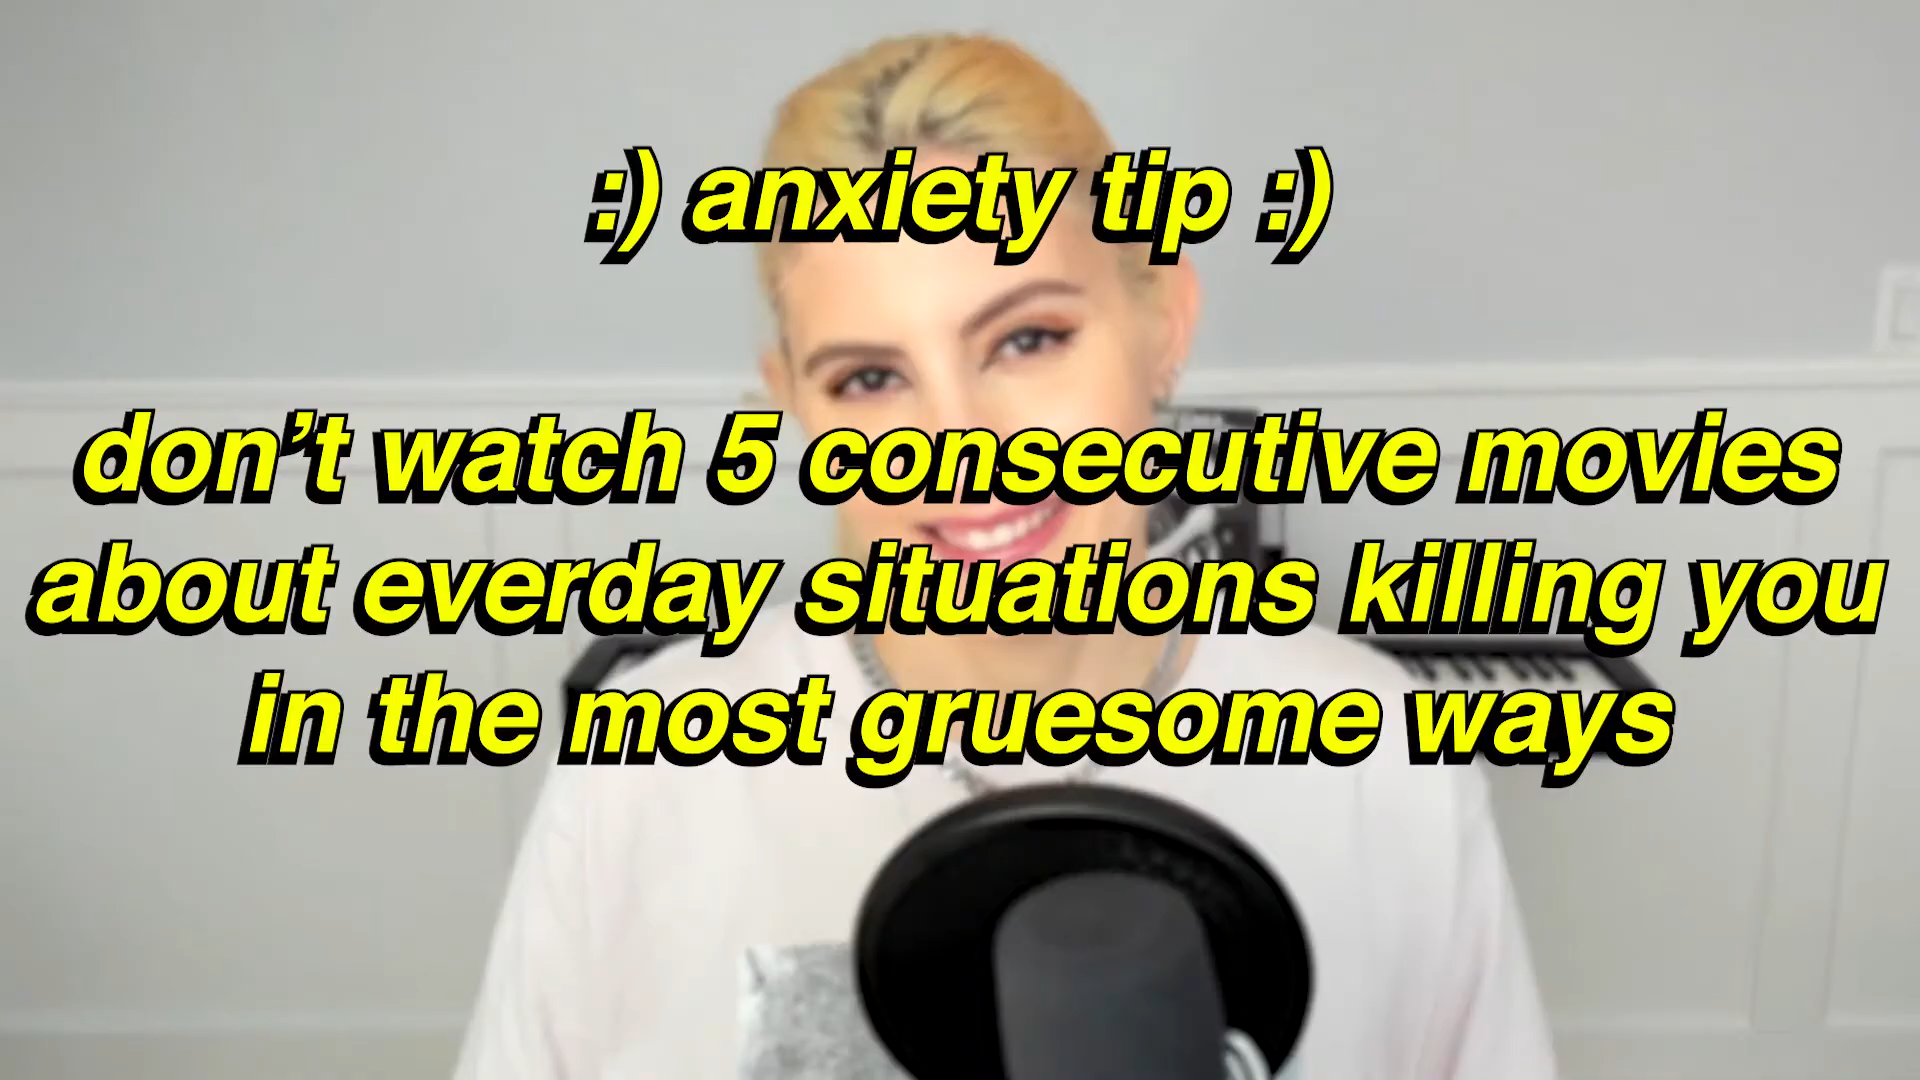 :) anxiety tip :)
don't watch 5 consecutive movies
about everday situations killing you
in the most gruesome ways